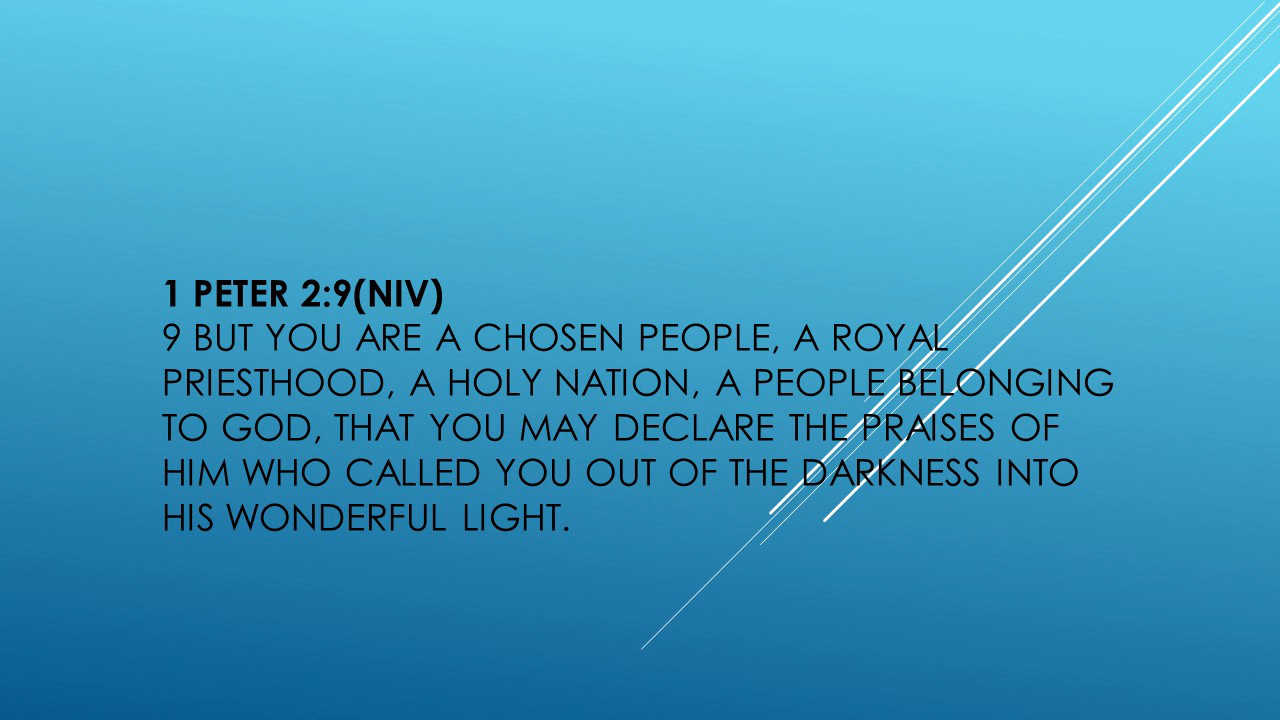 1 PETER 2:9(NIV)
9 BUT YOU ARE A CHOSEN PEOPLE, A ROYAL
PRIESTHOOD, A HOLY NATION, A PEOPLE BELONGING
TO GOD, THAT YOU MAY DECLARE THE PRAISES OF
HIM WHO CALLED YOU OUT OF THE DARKNESS INTO
HIS WONDERFUL LIGHT.